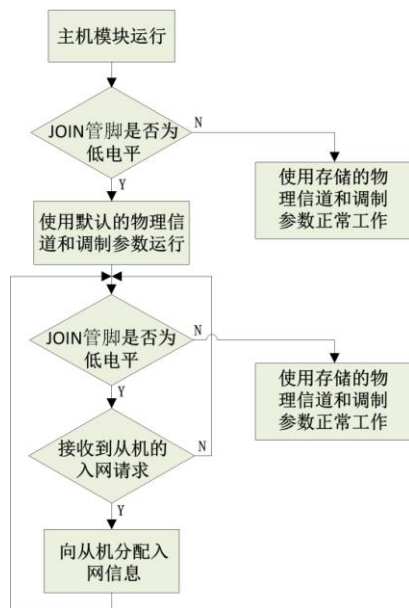 主机模块运行
JOIN管脚是否为
低电平
N
Y
使用存储的物
理信道和调制
参数正常工作
使用默认的物理信
道和调制参数运行
JOIN管脚是否为
低电平
N
Y
使用存储的物
理信道和调制
参数正常工作
接收到从机的
入网请求
N
Y
向从机分配入
网信息